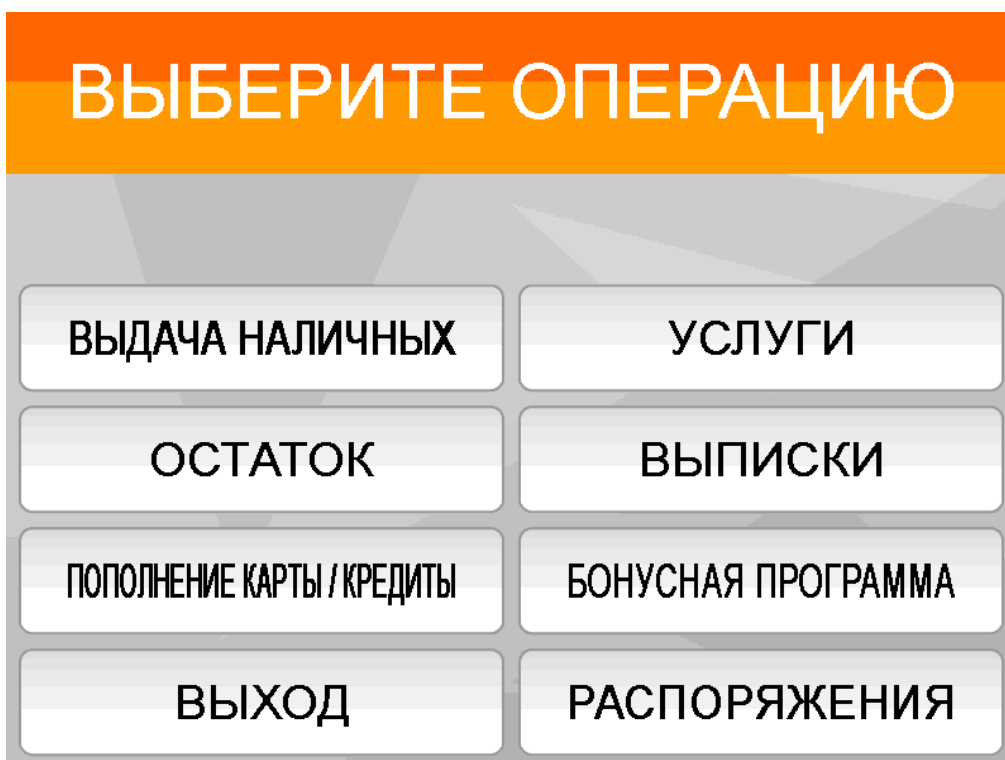 ВЫБЕРИТЕ ОПЕРАЦИЮ
ВЫДАЧА НАЛИЧНЫХ
УСЛУГИ
ОСТАТОК
ВЫПИСКИ
ПОПОЛНЕНИЕ КАРТЫ / КРЕДИТЫ
БОНУСНАЯ ПРОГРАММА
ВЫХОД
РАСПОРЯЖЕНИЯ